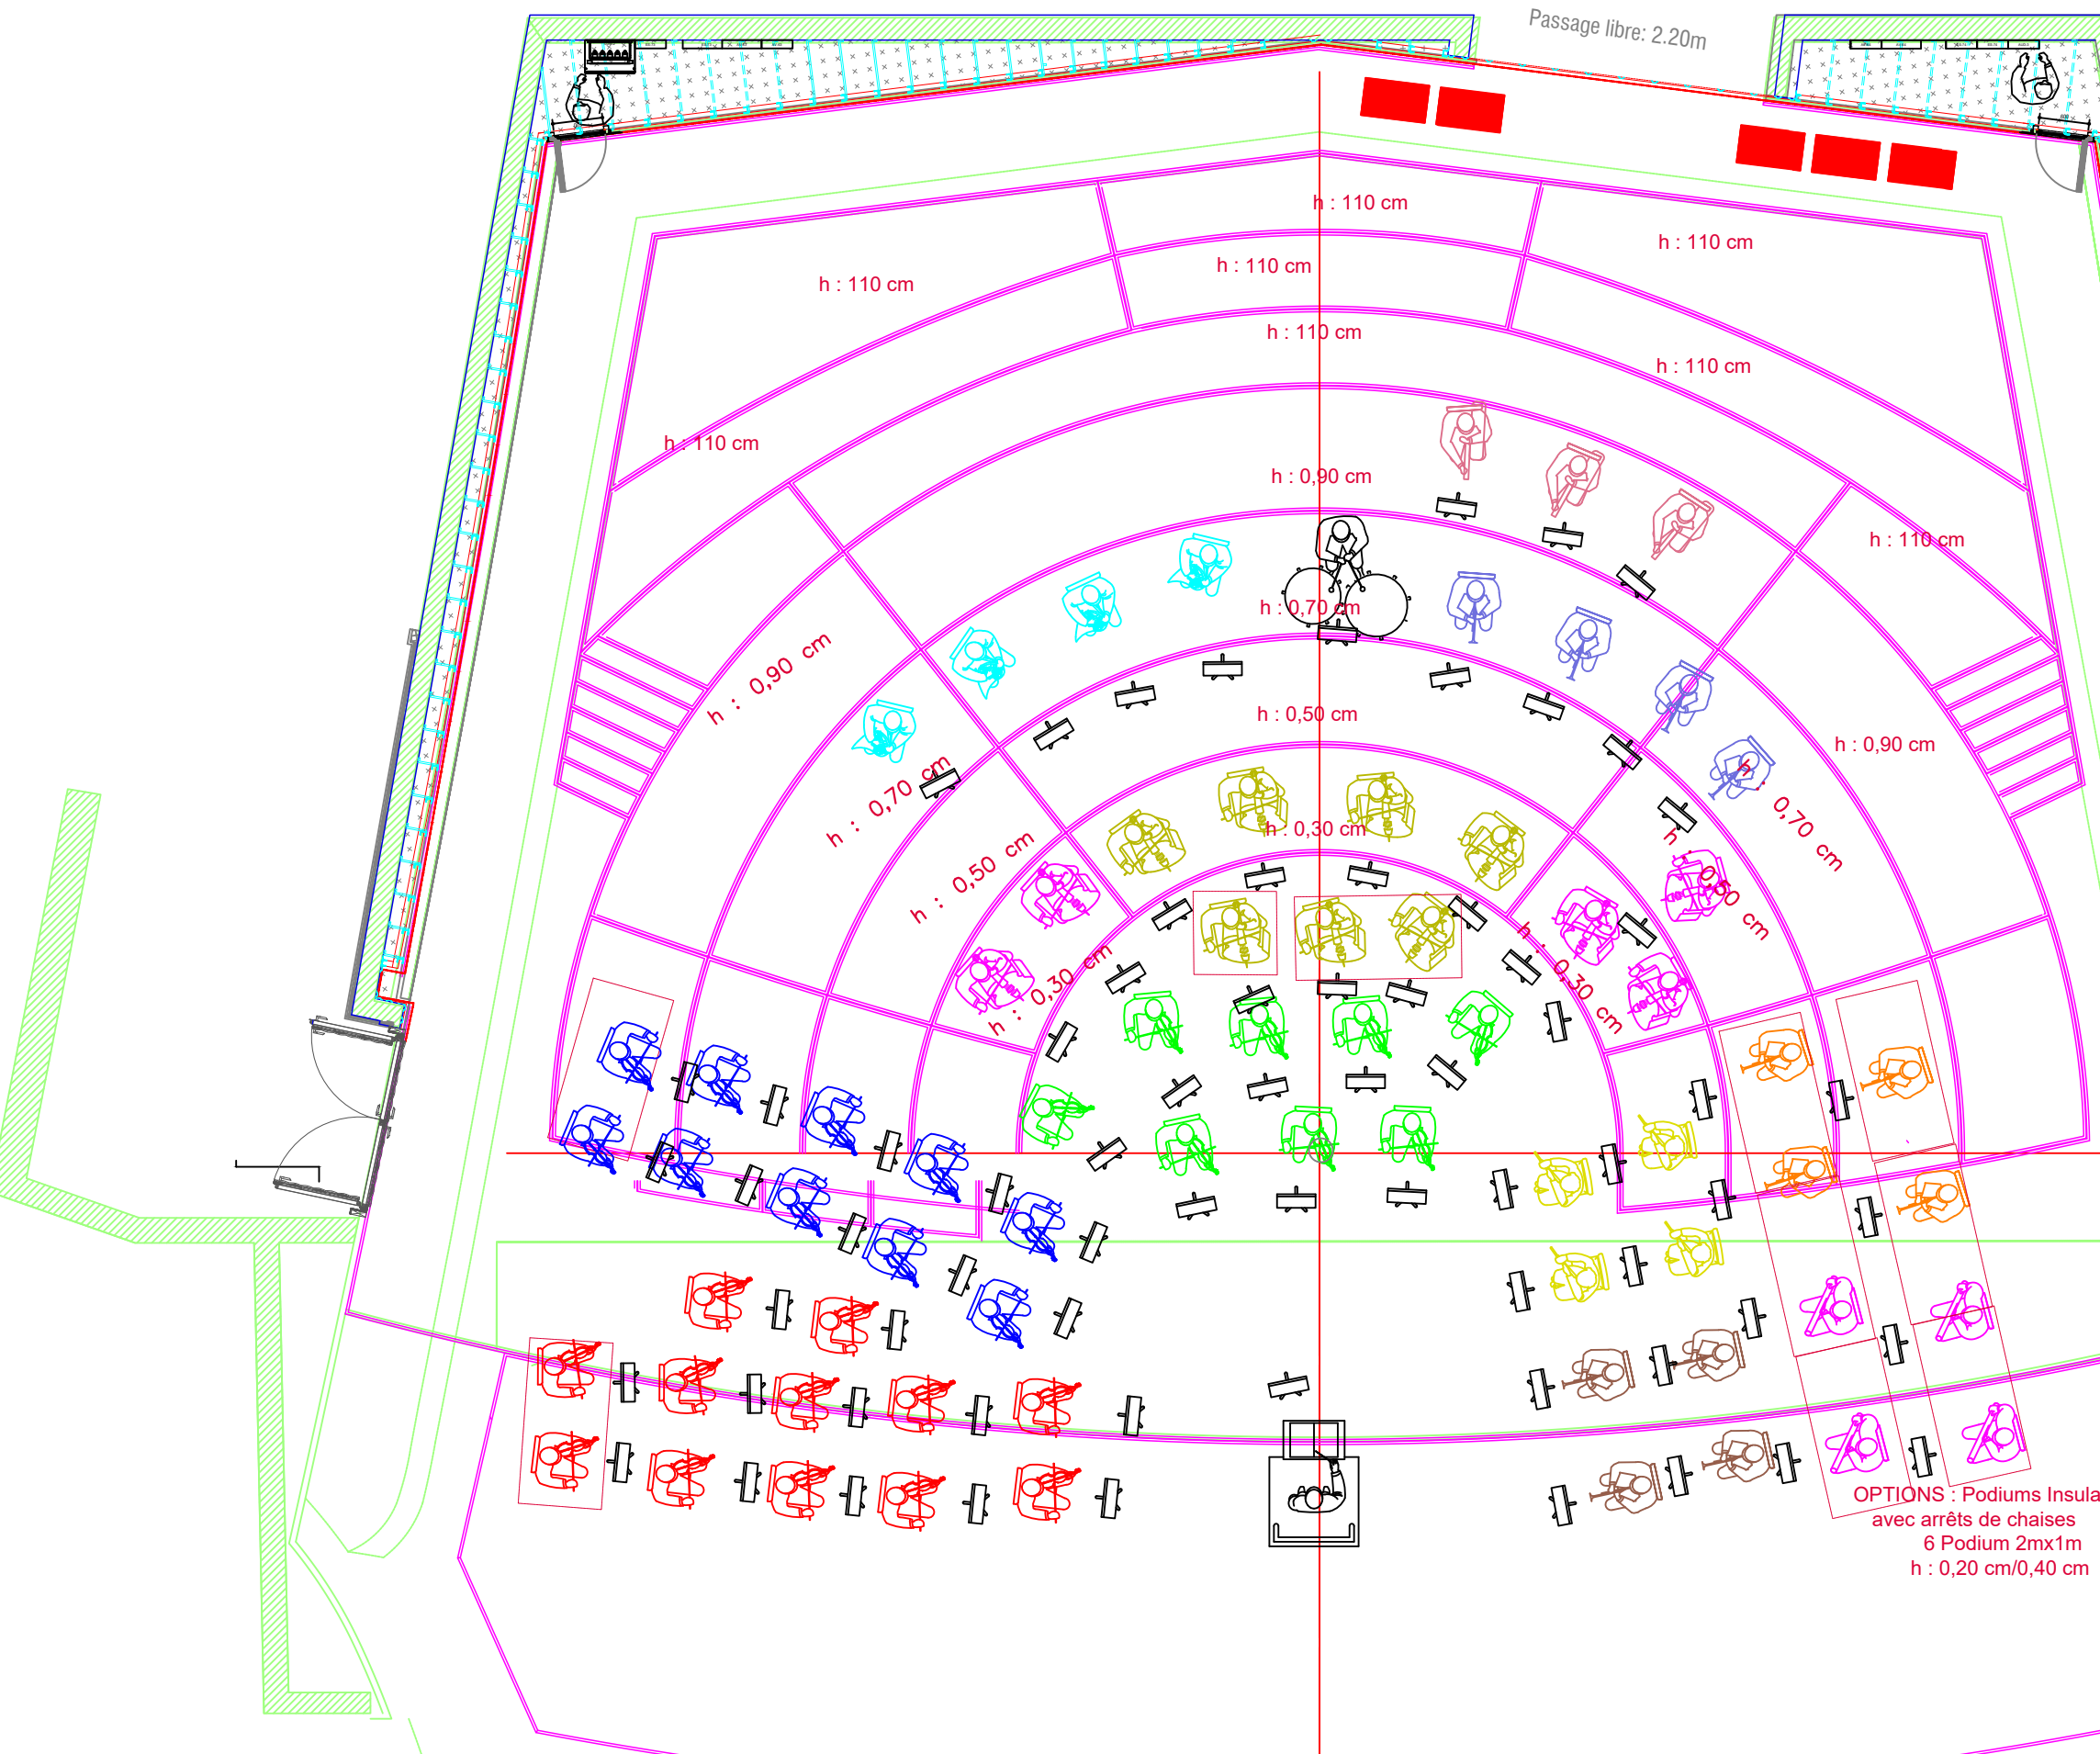 Passage libre: 2.20m
h : 110 cm
h : 110 cm
h : 110 cm
h : 110 cm
h : 110 cm
h : 110 cm
h : 110 cm
h : 0,90 cm
h : 110 cm
h : 0,70 cm
h : 0,90 cm
h : 0,50 cm
h : 0,90 cm
h : 0,70 cm
h : 0,70 cm
h : 0,30 cm
h : 0,50 cm
h : 0,50 cm
h : 0,30 cm
h : 0,30 cm
OPTIONS : Podiums Insula
avec arrêts de chaises
6 Podium 2mx1m
h : 0,20 cm/0,40 cm